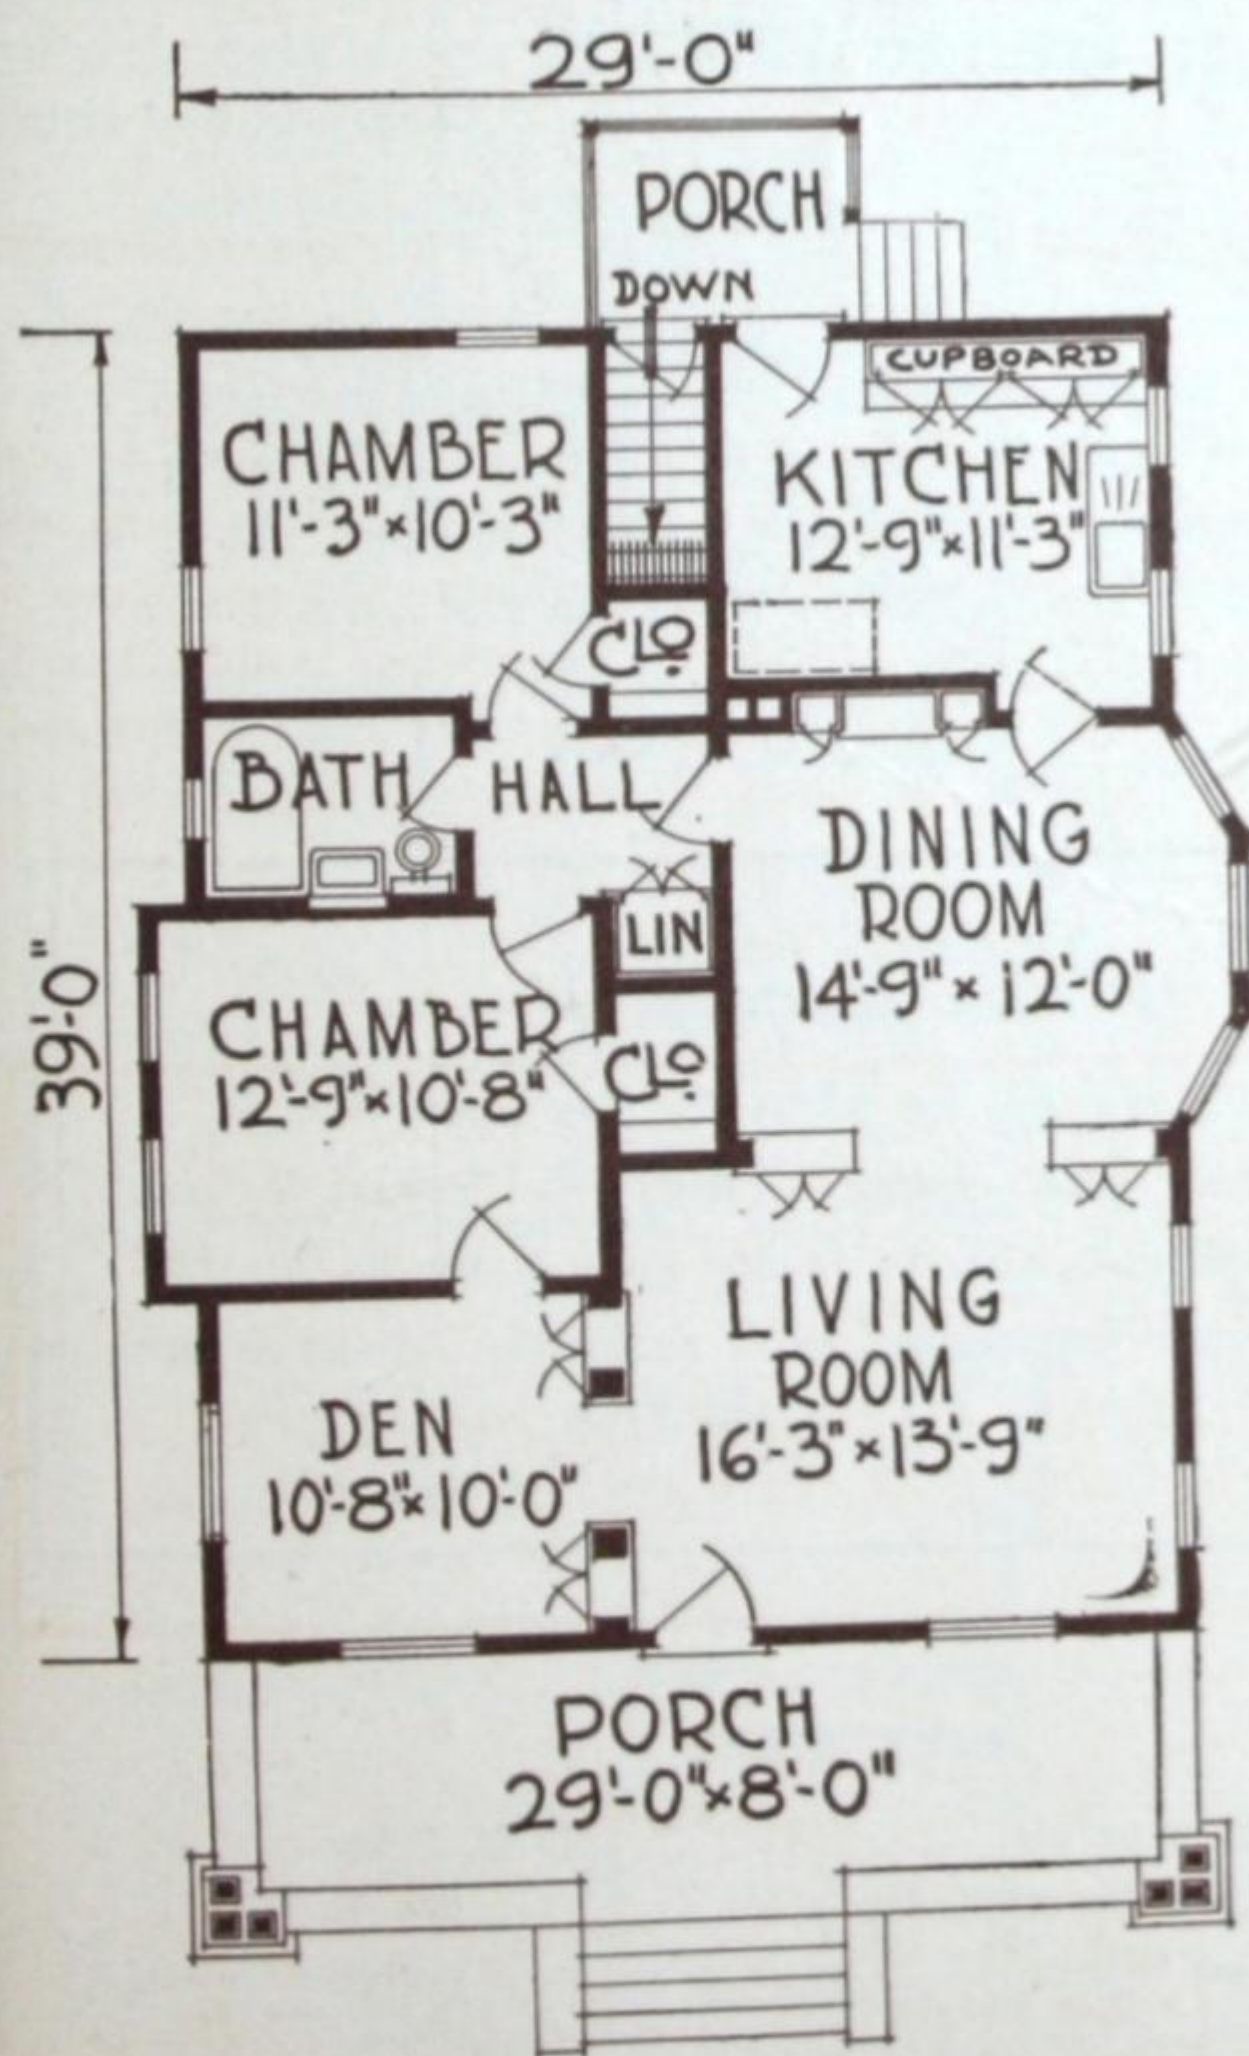 29'-0"
PORCH
DOWN
CUPBOARD
CHAMBER
11'-3"×10'-3"
KITCHEN
12'-9"×11'-3"
CLO.
BATH
HALL
DINING
ROOM
14'-9"×12'-0"
LIN
39'-0"
CHAMBER
12'-9"×10'-8"
CLO.
LIVING
ROOM
16'-3"×13'-9"
DEN
10'-8"×10'-0"
PORCH
29'-0"×8'-0"